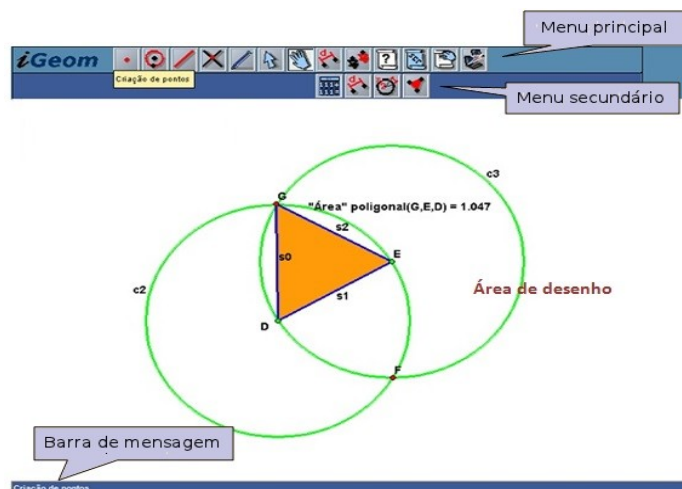 Menu principal
iGeom
Criação de pontos
Menu secundário
c3
G
"Área" poligonal(G,E,D) = 1.047
s2
s0
E
c2
s1
Área de desenho
D
F
Barra de mensagem
Criação de pontos